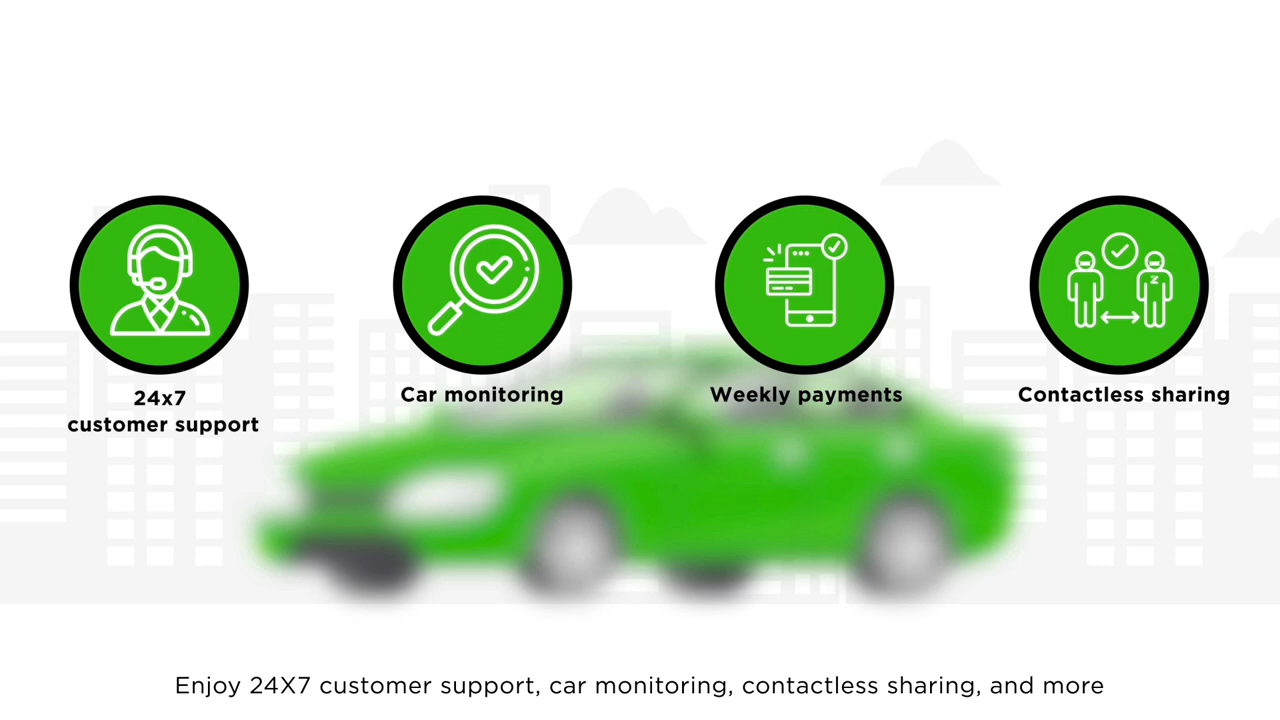 24x7
customer support
Car monitoring
Weekly payments
Contactless sharing
Z
Enjoy 24X7 customer support, car monitoring, contactless sharing, and more